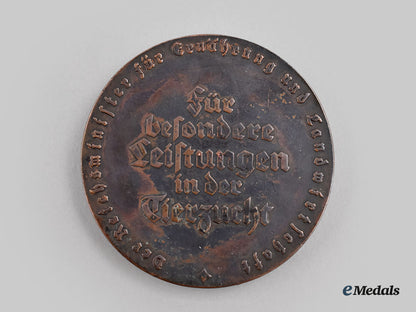 Der Reichsminister für Ernährung und Landwirtschaft
Für
besondere
Leistungen
in der
Tierzucht
eMedals